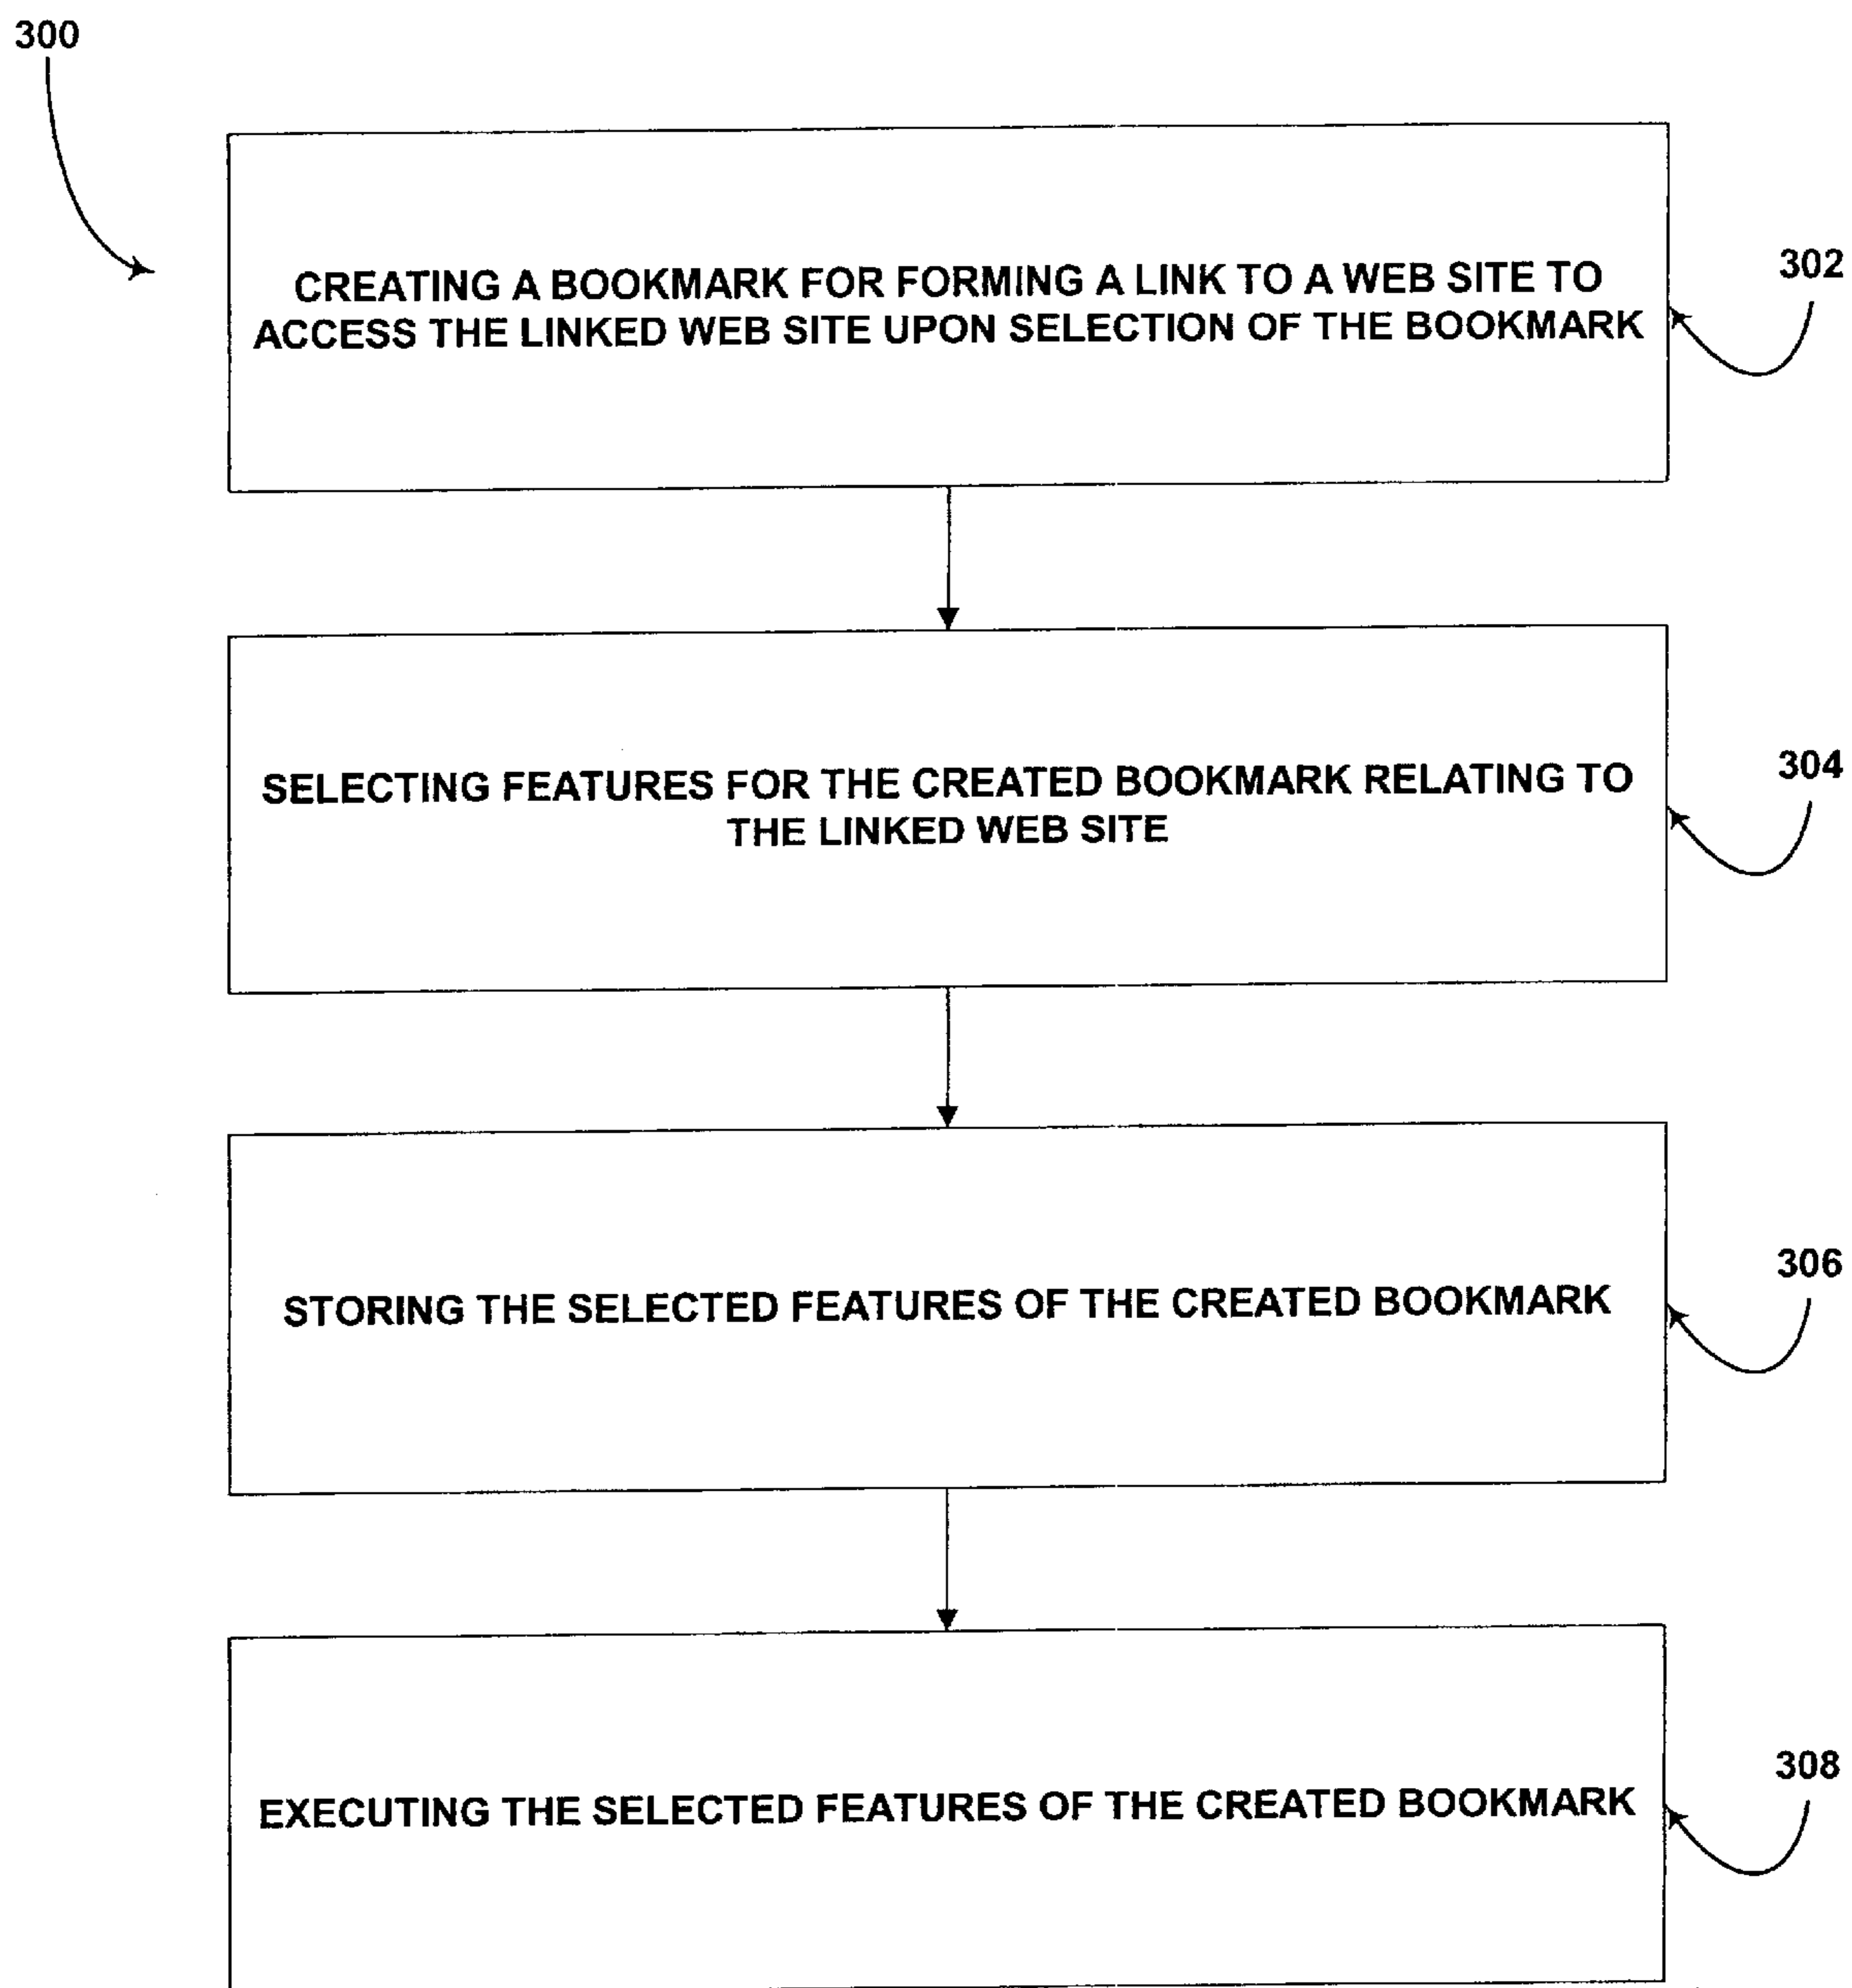 300
CREATING A BOOKMARK FOR FORMING A LINK TO A WEB SITE TO
ACCESS THE LINKED WEB SITE UPON SELECTION OF THE BOOKMARK
302
SELECTING FEATURES FOR THE CREATED BOOKMARK RELATING TO
THE LINKED WEB SITE
304
STORING THE SELECTED FEATURES OF THE CREATED BOOKMARK
306
EXECUTING THE SELECTED FEATURES OF THE CREATED BOOKMARK
308